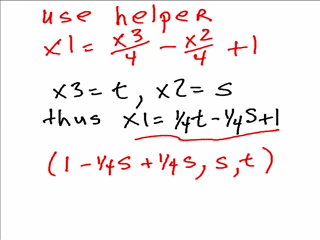 use helper
x1 = x3/4 - x2/4 + 1
x3 = t, x2 = s
thus x1 = 1/4t - 1/4s + 1
(1 - 1/4s + 1/4s, s, t)